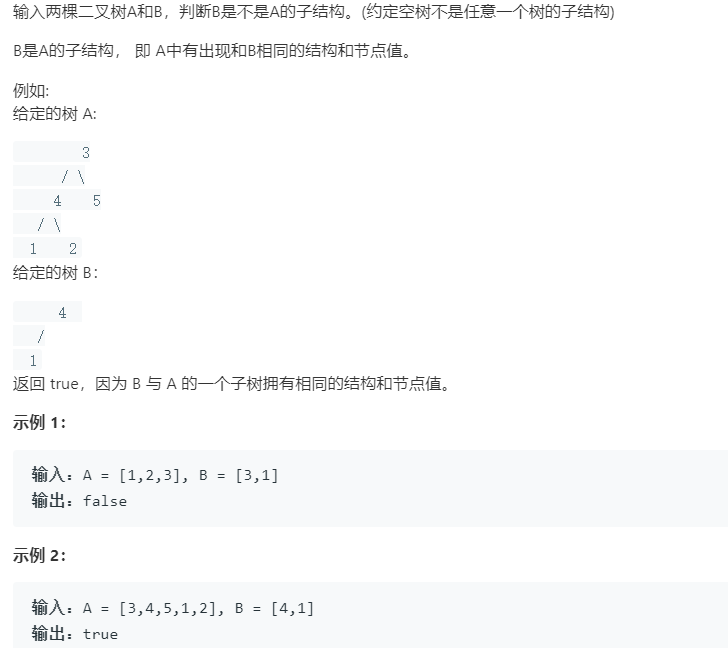 输入两棵二叉树A和B，判断B是不是A的子结构。(约定空树不是任意一个树的子结构)
B是A的子结构， 即 A中有出现和B相同的结构和节点值。
例如:
给定的树 A:
3
/ \
4 5
/ \
1 2
给定的树 B：
4
/
1
返回 true，因为 B 与 A 的一个子树拥有相同的结构和节点值。
示例 1：
输入：A = [1,2,3], B = [3,1]
输出：false
示例 2：
输入：A = [3,4,5,1,2], B = [4,1]
输出：true